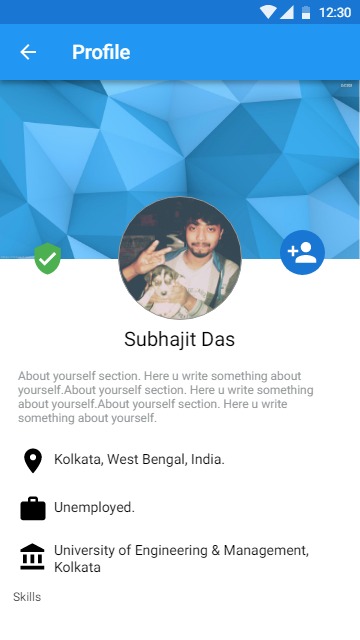 12:30
Profile
Subhajit Das
About yourself section. Here u write something about
yourself.About yourself section. Here u write something
about yourself.About yourself section. Here u write
something about yourself.
Kolkata, West Bengal, India.
Unemployed.
University of Engineering & Management,
Kolkata
Skills